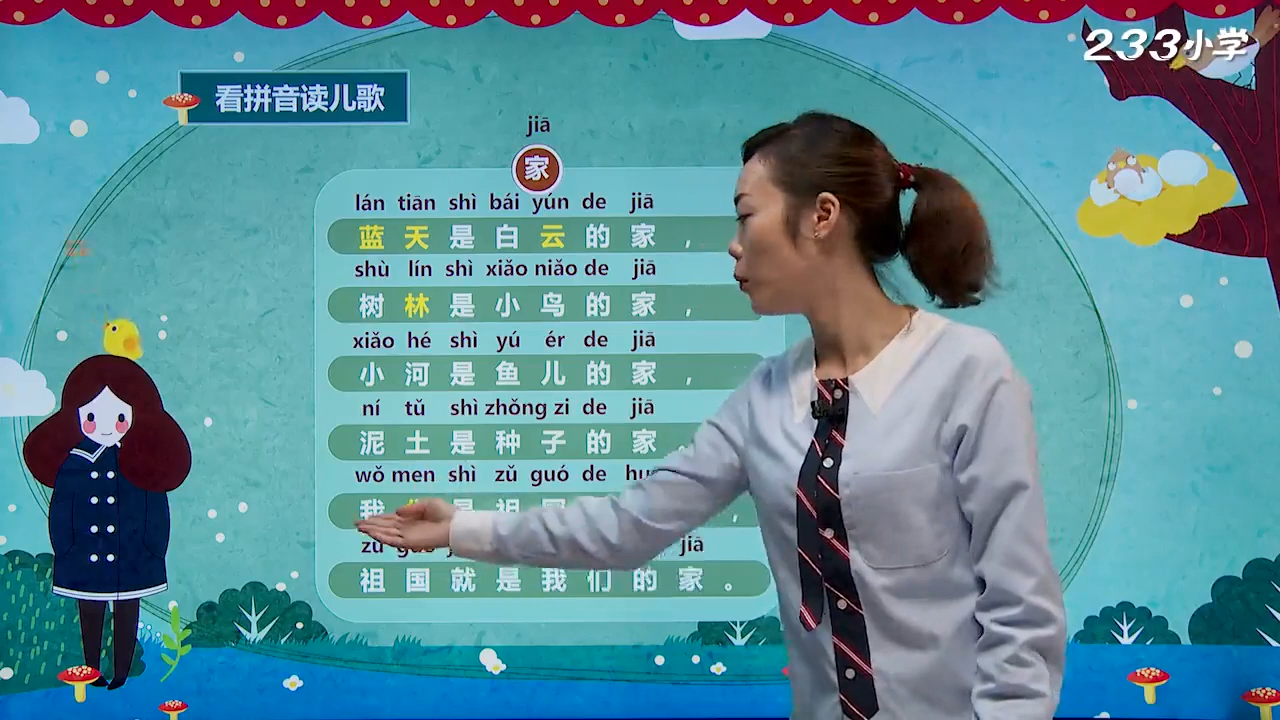 233小学
看拼音读儿歌
jiā
家
lán tiān shì bái yún de jiā
蓝天是白云的家，
shù lín shì xiǎo niǎo de jiā
树林是小鸟的家，
xiǎo hé shì yú ér de jiā
小河是鱼儿的家，
ní tǔ shì zhǒng zi de jiā
泥土是种子的家。
wǒ men shì zǔ guó de
我是祖国
jiā
祖国就是我们的家。